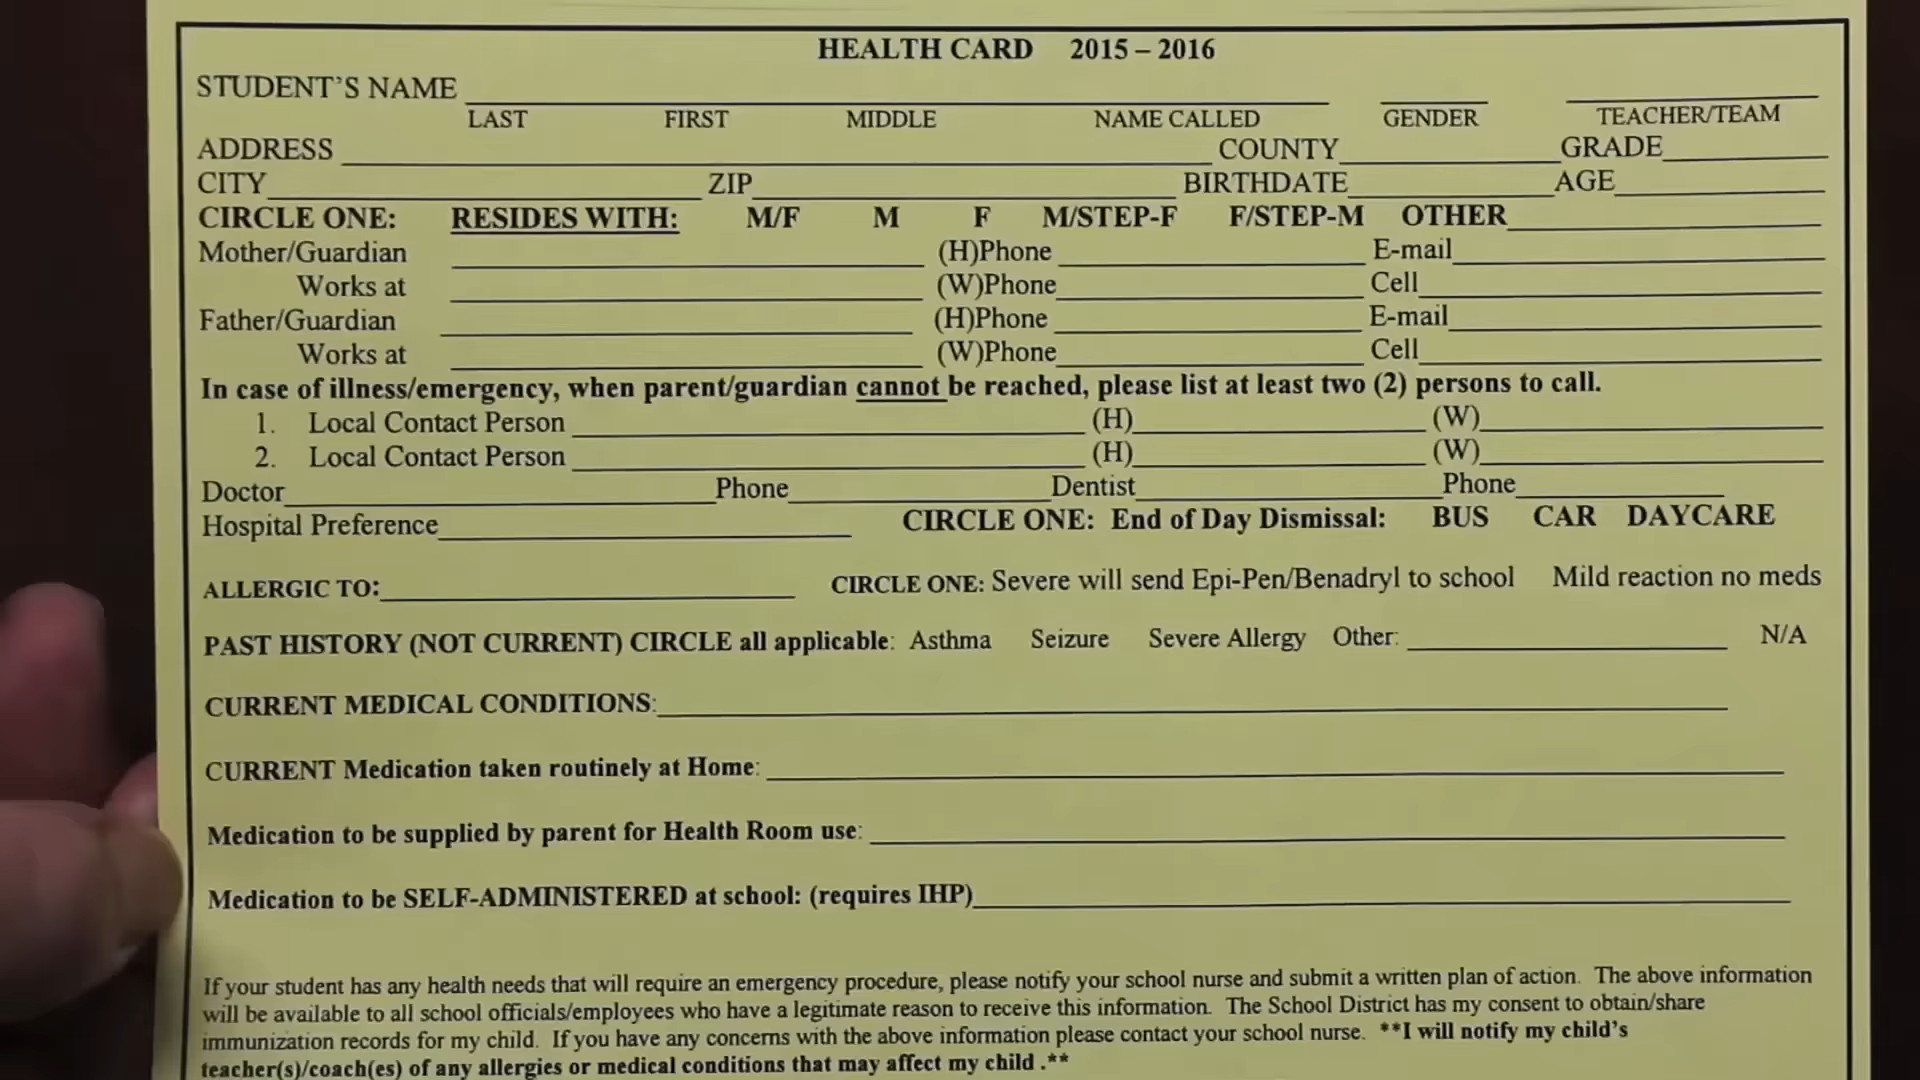 HEALTH CARD 2015 – 2016
STUDENT'S NAME
LAST FIRST MIDDLE NAME CALLED GENDER TEACHER/TEAM
ADDRESS COUNTY GRADE
CITY ZIP BIRTHDATE AGE
CIRCLE ONE: RESIDES WITH: M/F M F M/STEP-F F/STEP-M OTHER
Mother/Guardian (H)Phone E-mail
Works at (W)Phone Cell
Father/Guardian (H)Phone E-mail
Works at (W)Phone Cell
In case of illness/emergency, when parent/guardian cannot be reached, please list at least two (2) persons to call.
1. Local Contact Person (H) (W)
2. Local Contact Person (H) (W)
Doctor Phone Dentist Phone
Hospital Preference CIRCLE ONE: End of Day Dismissal: BUS CAR DAYCARE
ALLERGIC TO: CIRCLE ONE: Severe will send Epi-Pen/Benadryl to school Mild reaction no meds
PAST HISTORY (NOT CURRENT) CIRCLE all applicable: Asthma Seizure Severe Allergy Other: N/A
CURRENT MEDICAL CONDITIONS:
CURRENT Medication taken routinely at Home:
Medication to be supplied by parent for Health Room use:
Medication to be SELF-ADMINISTERED at school: (requires IHP)
If your student has any health needs that will require an emergency procedure, please notify your school nurse and submit a written plan of action. The above information
will be available to all school officials/employees who have a legitimate reason to receive this information. The School District has my consent to obtain/share
immunization records for my child. If you have any concerns with the above information please contact your school nurse. **I will notify my child's
teacher(s)/coach(es) of any allergies or medical conditions that may affect my child .**